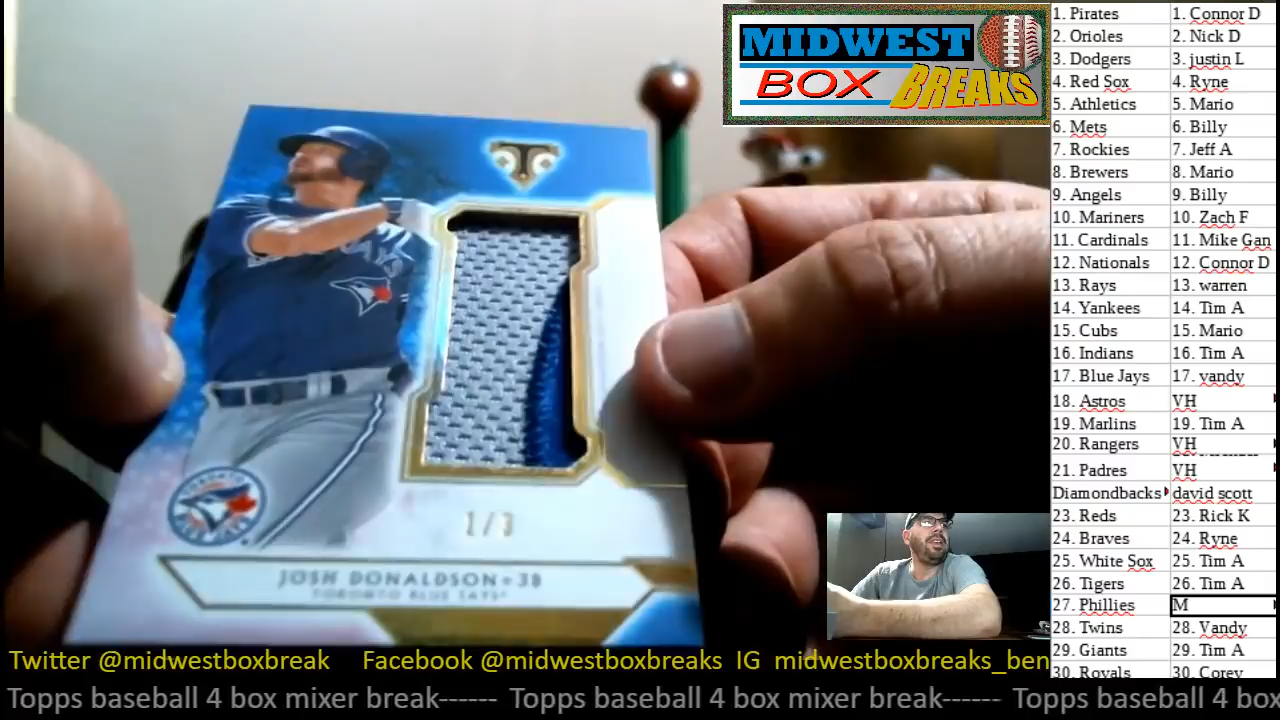 MIDWEST
BOX BREAKS
1/3
JOSH DONALDSON • 3B
TORONTO BLUE JAYS
1. Pirates 1. Connor D
2. Orioles 2. Nick D
3. Dodgers 3. justin L
4. Red Sox 4. Ryne
5. Athletics 5. Mario
6. Mets 6. Billy
7. Rockies 7. Jeff A
8. Brewers 8. Mario
9. Angels 9. Billy
10. Mariners 10. Zach F
11. Cardinals 11. Mike Gan
12. Nationals 12. Connor D
13. Rays 13. warren
14. Yankees 14. Tim A
15. Cubs 15. Mario
16. Indians 16. Tim A
17. Blue Jays 17. vandy
18. Astros VH
19. Marlins 19. Tim A
20. Rangers VH
21. Padres VH
Diamondbacks david scott
23. Reds 23. Rick K
24. Braves 24. Ryne
25. White Sox 25. Tim A
26. Tigers 26. Tim A
27. Phillies M
28. Twins 28. Vandy
29. Giants 29. Tim A
30. Royals 30. Corey
Twitter @midwestboxbreak Facebook @midwestboxbreaks IG midwestboxbreaks_ben
Topps baseball 4 box mixer break------ Topps baseball 4 box mixer break------ Topps baseball 4 box